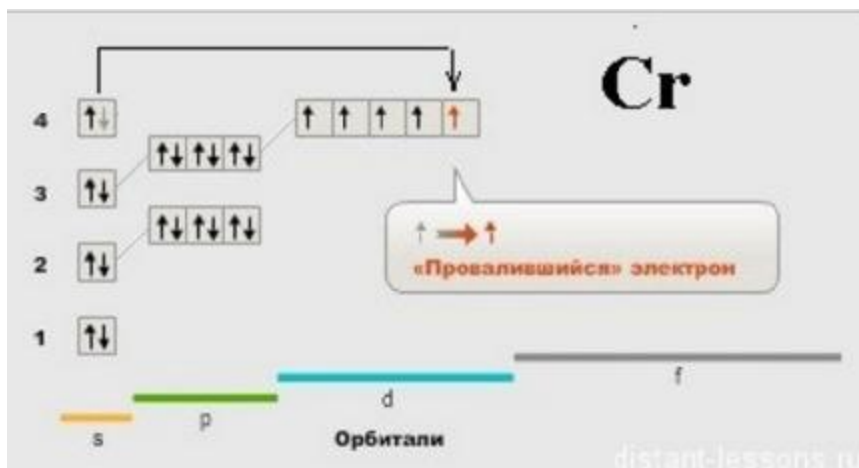 Cr
4
3
2
1
«Провалившийся» электрон
s
p
d
f
Орбитали
distant-lessons.ru